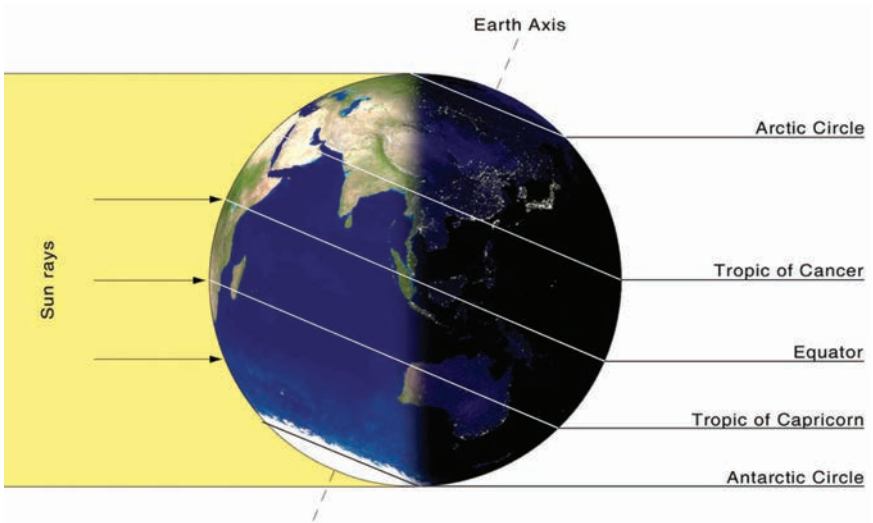 Earth Axis
Arctic Circle
Sun rays
Tropic of Cancer
Equator
Tropic of Capricorn
Antarctic Circle